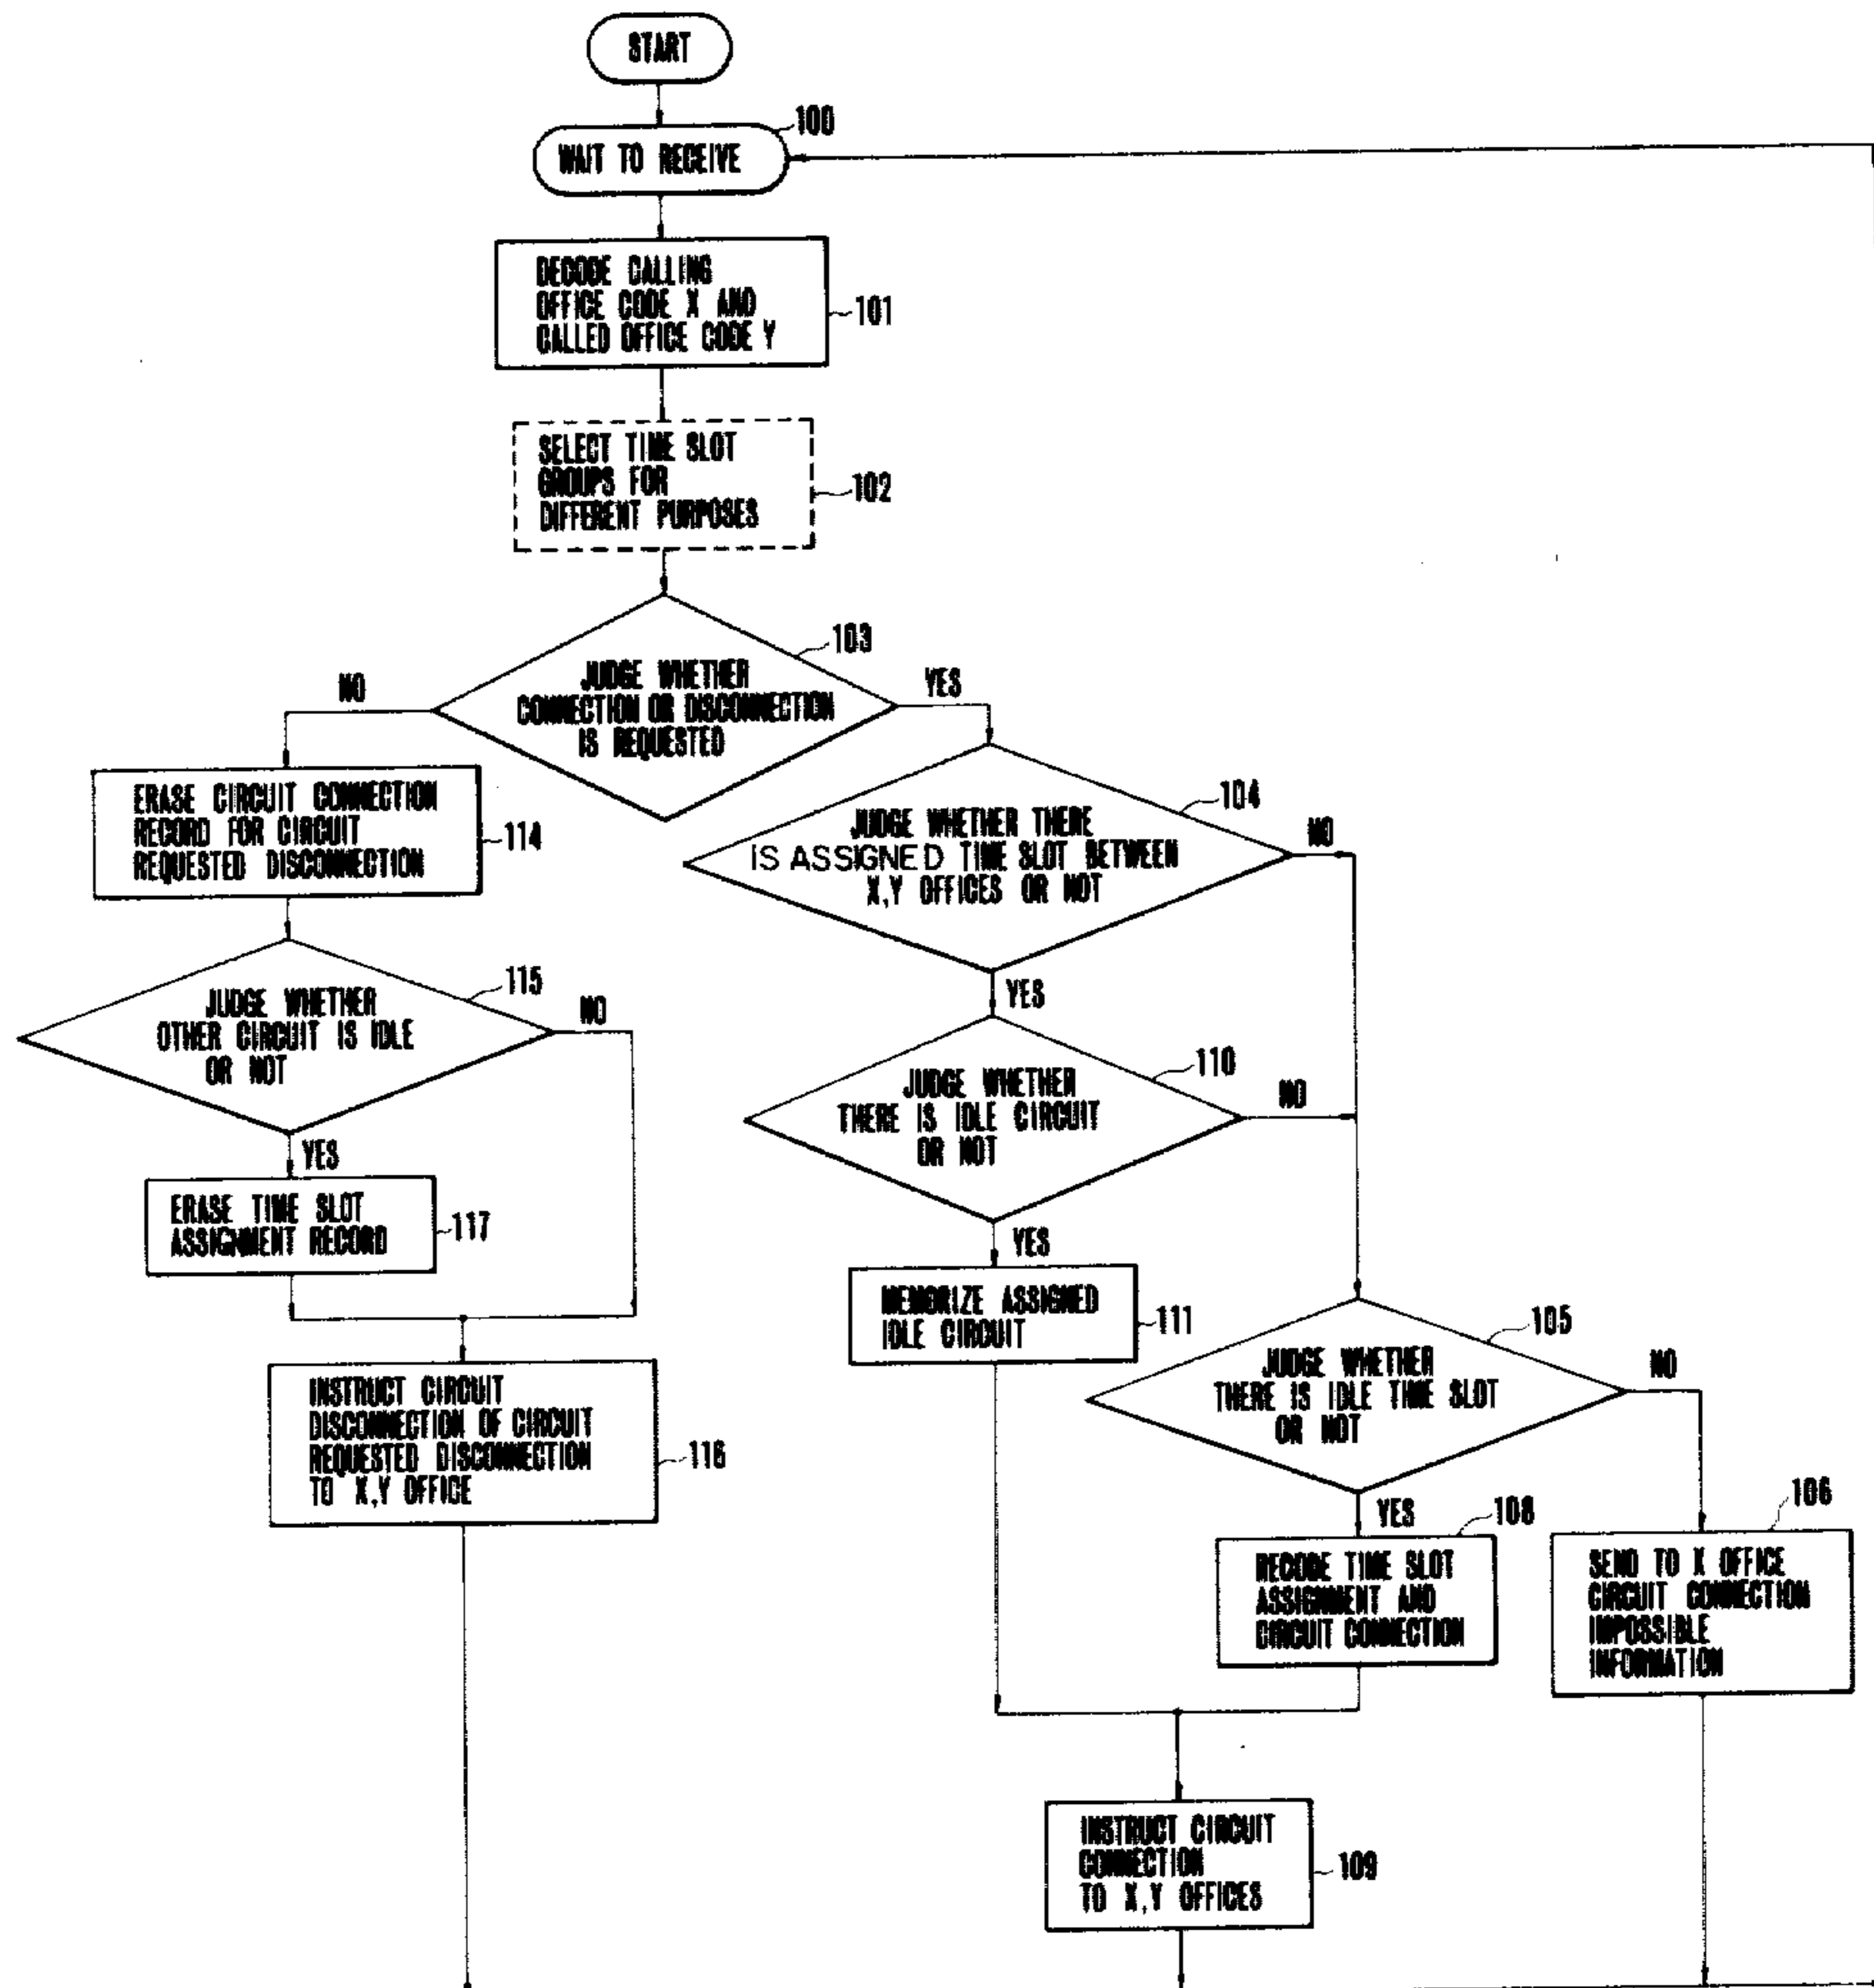 START
100
WAIT TO RECEIVE
DECODE CALLING
OFFICE CODE X AND
CALLED OFFICE CODE Y
101
SELECT TIME SLOT
GROUPS FOR
DIFFERENT PURPOSES
102
103
JUDGE WHETHER
CONNECTION OR DISCONNECTION
IS REQUESTED
NO
YES
ERASE CIRCUIT CONNECTION
RECORD FOR CIRCUIT
REQUESTED DISCONNECTION
114
104
JUDGE WHETHER THERE
IS ASSIGNED TIME SLOT BETWEEN
X,Y OFFICES OR NOT
NO
YES
115
JUDGE WHETHER
OTHER CIRCUIT IS IDLE
OR NOT
NO
YES
110
JUDGE WHETHER
THERE IS IDLE CIRCUIT
OR NOT
NO
YES
ERASE TIME SLOT
ASSIGNMENT RECORD
117
MEMORIZE ASSIGNED
IDLE CIRCUIT
111
105
JUDGE WHETHER
THERE IS IDLE TIME SLOT
OR NOT
NO
YES
INSTRUCT CIRCUIT
DISCONNECTION OF CIRCUIT
REQUESTED DISCONNECTION
TO X,Y OFFICE
116
108
RECODE TIME SLOT
ASSIGNMENT AND
CIRCUIT CONNECTION
106
SEND TO X OFFICE
CIRCUIT CONNECTION
IMPOSSIBLE
INFORMATION
INSTRUCT CIRCUIT
CONNECTION
TO X,Y OFFICES
109